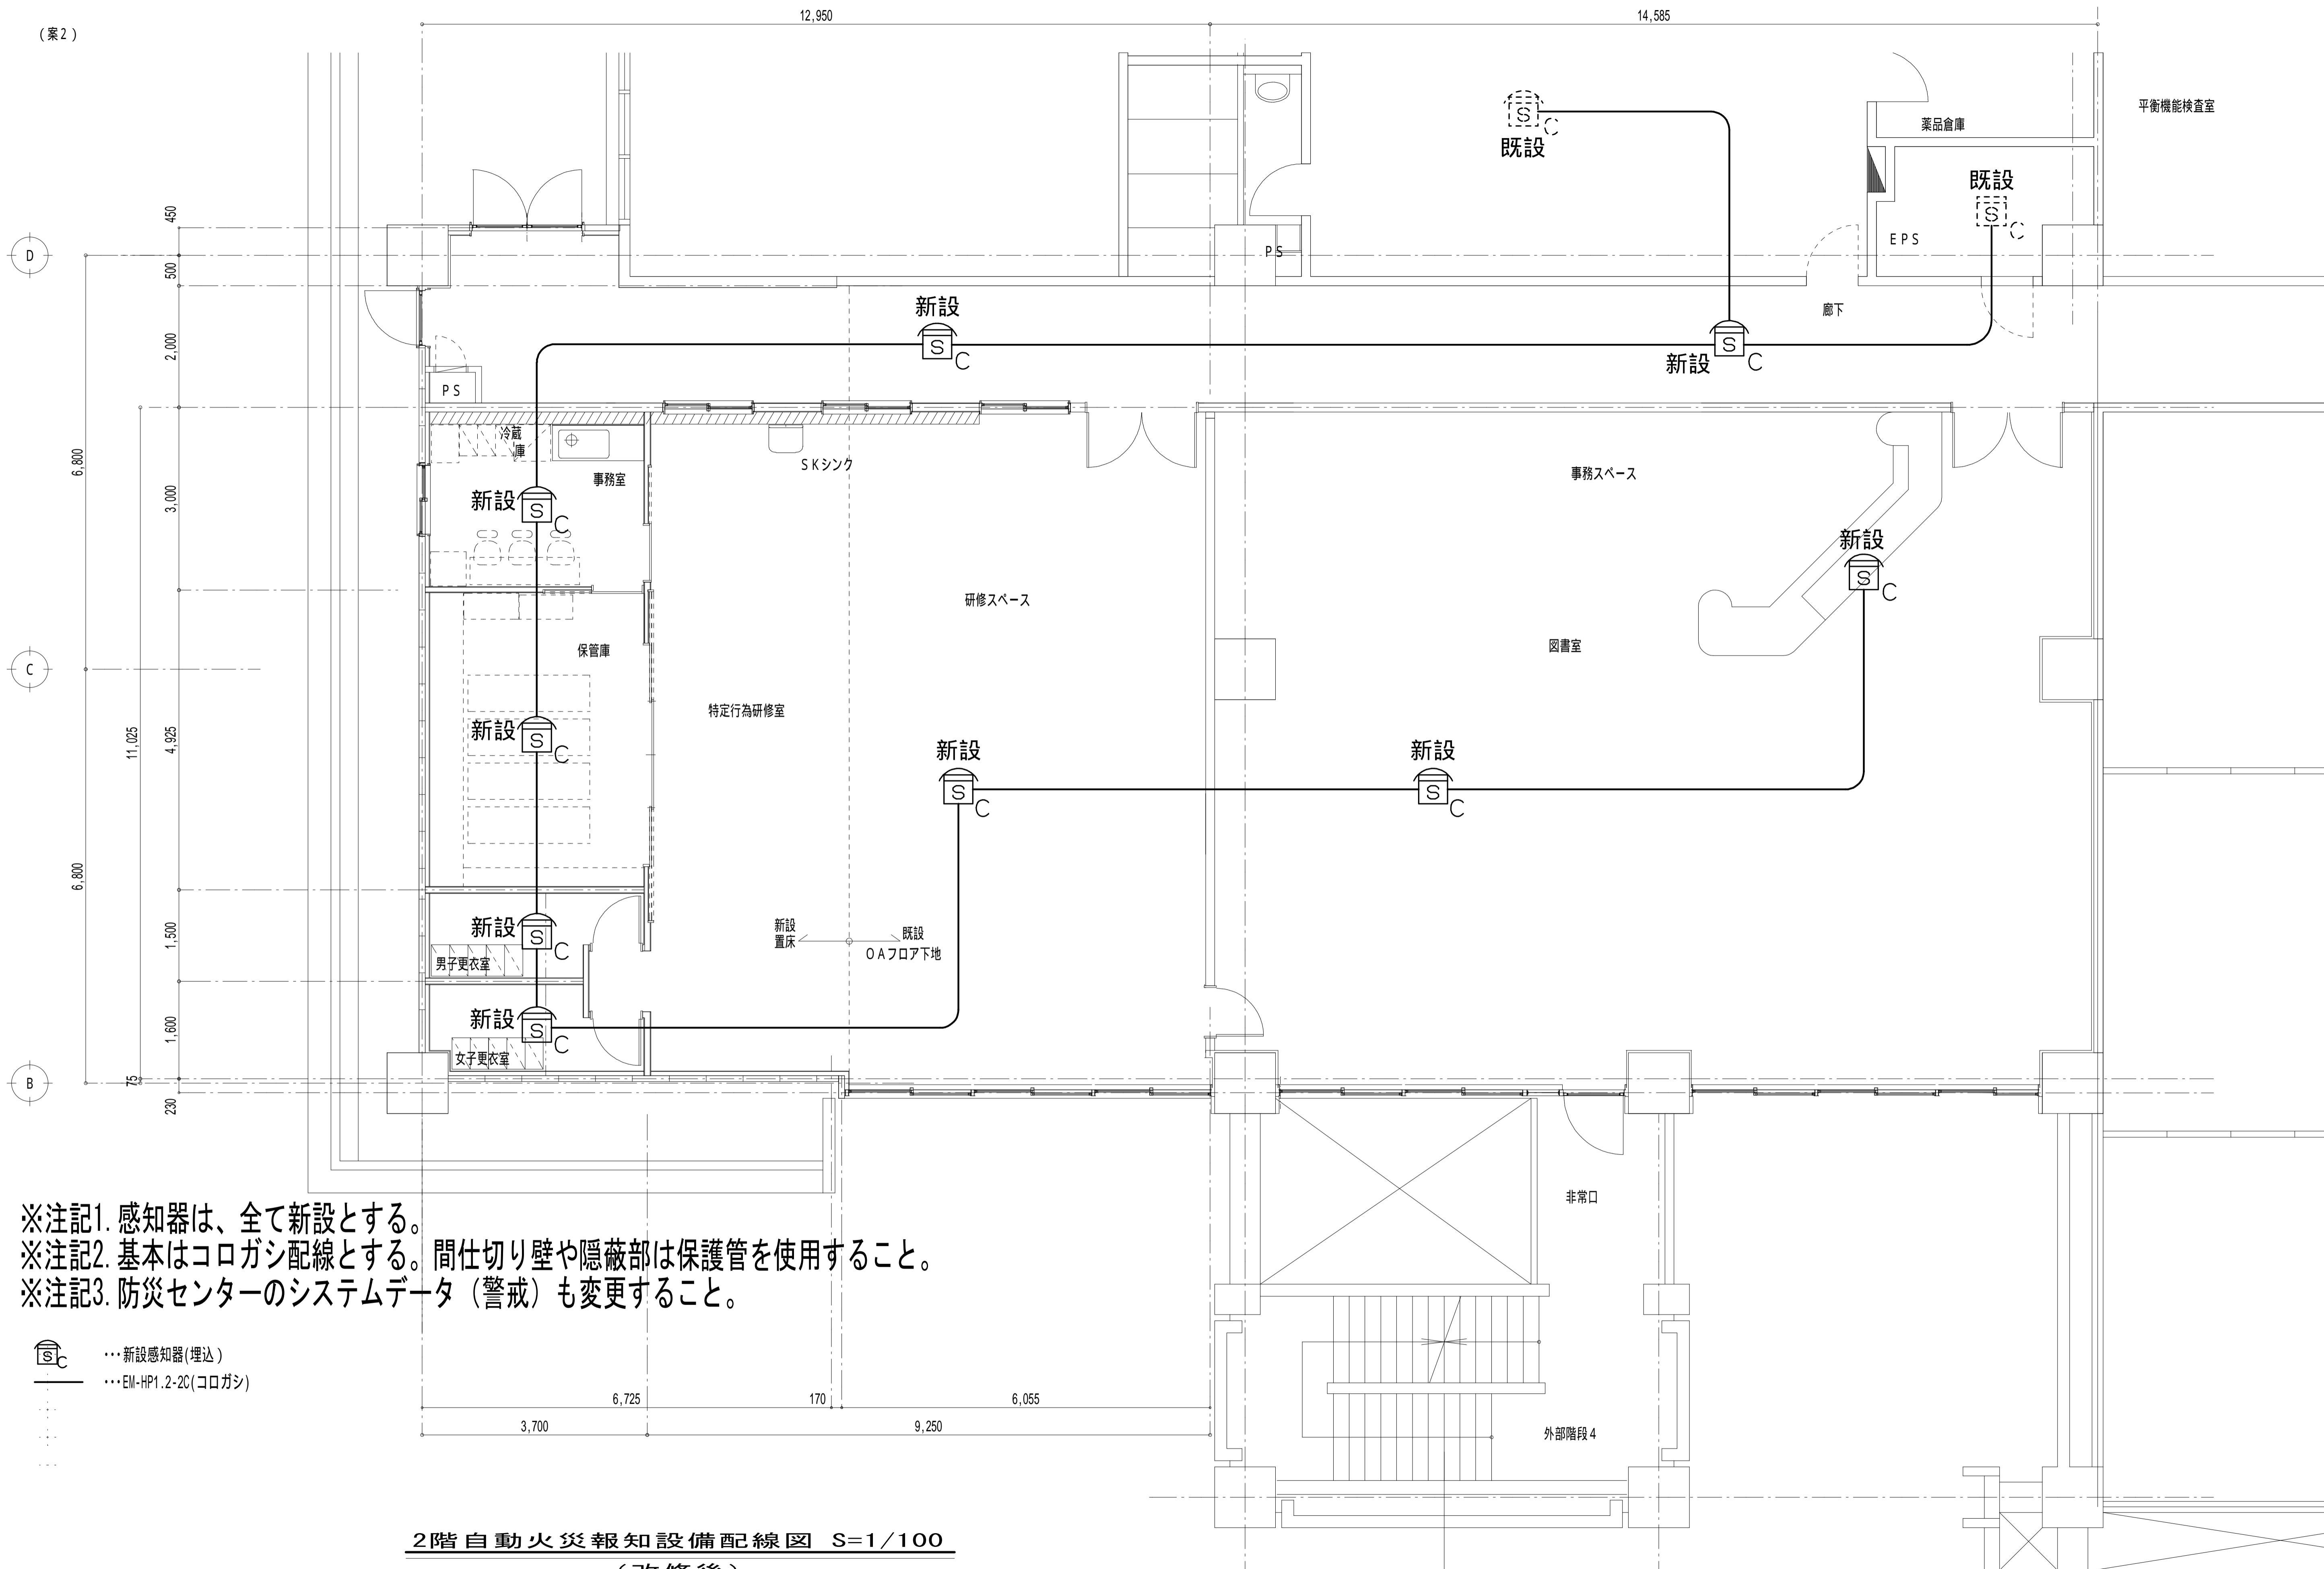 (案2)
12,950
14,585
平衡機能検査室
薬品倉庫
S
C
既設
既設
S
C
450
PS
EPS
D
500
新設
廊下
S
C
新設
S
C
2,000
PS
冷蔵
庫
6,800
SKシンク
事務スペース
事務室
3,000
新設
S
C
新設
S
C
研修スペース
図書室
C
保管庫
特定行為研修室
新設
S
C
11,025
4,925
新設
S
C
新設
S
C
6,800
新設
S
C
新設
置床
既設
OAフロア下地
1,500
男子更衣室
新設
S
C
1,600
女子更衣室
B
75
230
非常口
※注記1. 感知器は、全て新設とする。
※注記2. 基本はコロガシ配線とする。間仕切り壁や隠蔽部は保護管を使用すること。
※注記3. 防災センターのシステムデータ（警戒）も変更すること。
S
C
･･･新設感知器(埋込)
･･･EM-HP1.2-2C(コロガシ)
6,725
170
6,055
3,700
9,250
外部階段4
2階自動火災報知設備配線図 S=1/100
(改修後)